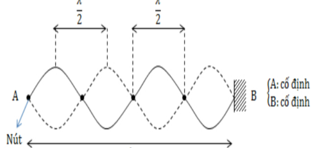 λ/2 λ/2
A B {A: cố định
B: cố định
Nút